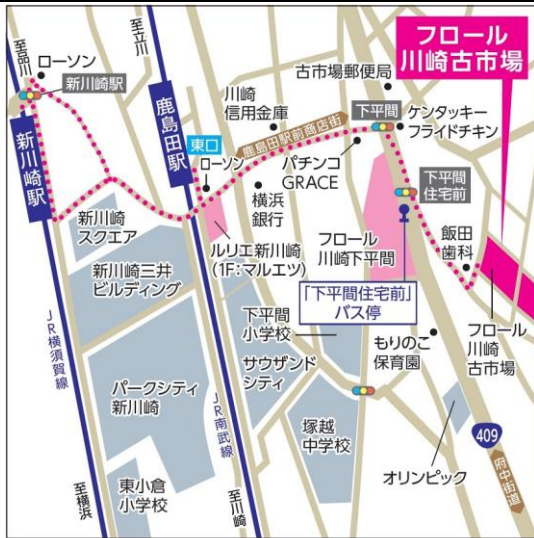 至品川
ローソン
新川崎駅
新川崎駅
至立川
鹿島田駅
川崎
信用金庫
古市場郵便局
フロール
川崎古市場
下平間
ケンタッキー
フライドチキン
鹿島田駅前商店街
東口
ローソン
パチンコ
GRACE
横浜
銀行
下平間
住宅前
新川崎
スクエア
ルリエ新川崎
(1F:マルエツ)
フロール
川崎下平間
飯田
歯科
新川崎三井
ビルディング
「下平間住宅前」
バス停
下平間
小学校
もりのこ
保育園
フロール
川崎
古市場
JR横須賀線
JR南武線
サウザンド
シティ
パークシティ
新川崎
塚越
中学校
409
オリンピック
府中街道
至横浜
東小倉
小学校
至川崎